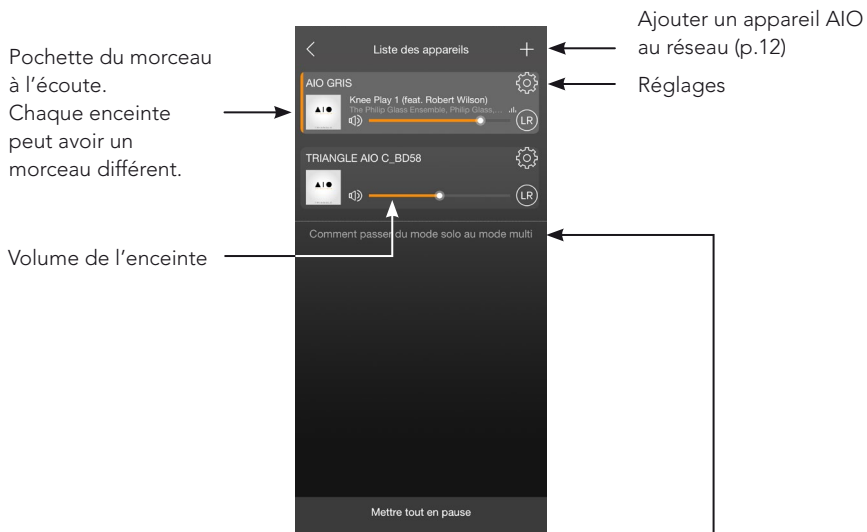 Ajouter un appareil AIO
au réseau (p.12)
Réglages
Pochette du morceau
à l'écoute.
Chaque enceinte
peut avoir un
morceau différent.
Volume de l'enceinte
Liste des appareils
AIO GRIS
AIO
Knee Play 1 (feat. Robert Wilson)
The Philip Glass Ensemble, Philip Glass, ...
LR
TRIANGLE AIO C_BD58
AIO
LR
Comment passer du mode solo au mode multi
Mettre tout en pause